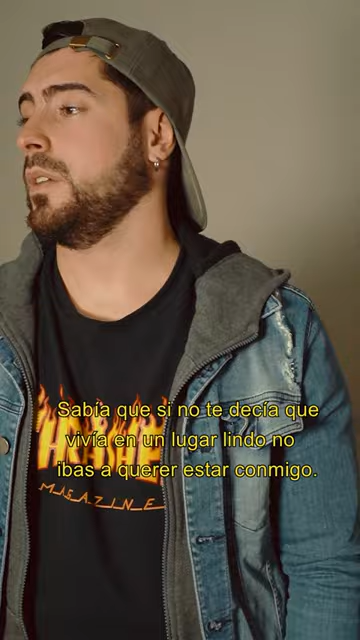 Sabía que si no te decía que
vivía en un lugar lindo no
ibas a querer estar conmigo.
MAGAZINE